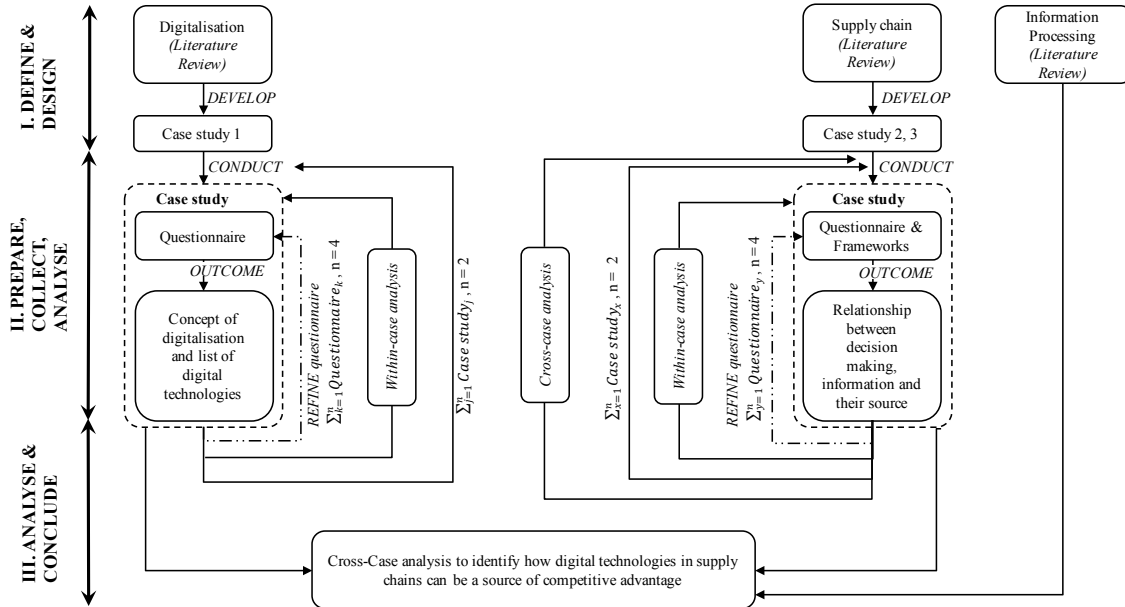 I. DEFINE &
DESIGN
Digitalisation
(Literature
Review)
DEVELOP
Case study 1
Supply chain
(Literature
Review)
DEVELOP
Case study 2, 3
Information
Processing
(Literature
Review)
II. PREPARE,
COLLECT,
ANALYSE
CONDUCT
Case study
Questionnaire
OUTCOME
Concept of
digitalisation
and list of
digital
technologies
REFINE questionnaire
∑ⁿₖ₌₁ Questionnaireₖ , n = 4
Within-case analysis
∑ⁿⱼ₌₁ Case studyⱼ , n = 2
Cross-case analysis
∑ⁿₓ₌₁ Case studyₓ , n = 2
Within-case analysis
REFINE questionnaire
∑ⁿ_{y=1} Questionnaire_y , n = 4
CONDUCT
Case study
Questionnaire
& Frameworks
OUTCOME
Relationship
between
decision
making,
information and
their source
III. ANALYSE &
CONCLUDE
Cross-Case analysis to identify how digital technologies in supply
chains can be a source of competitive advantage